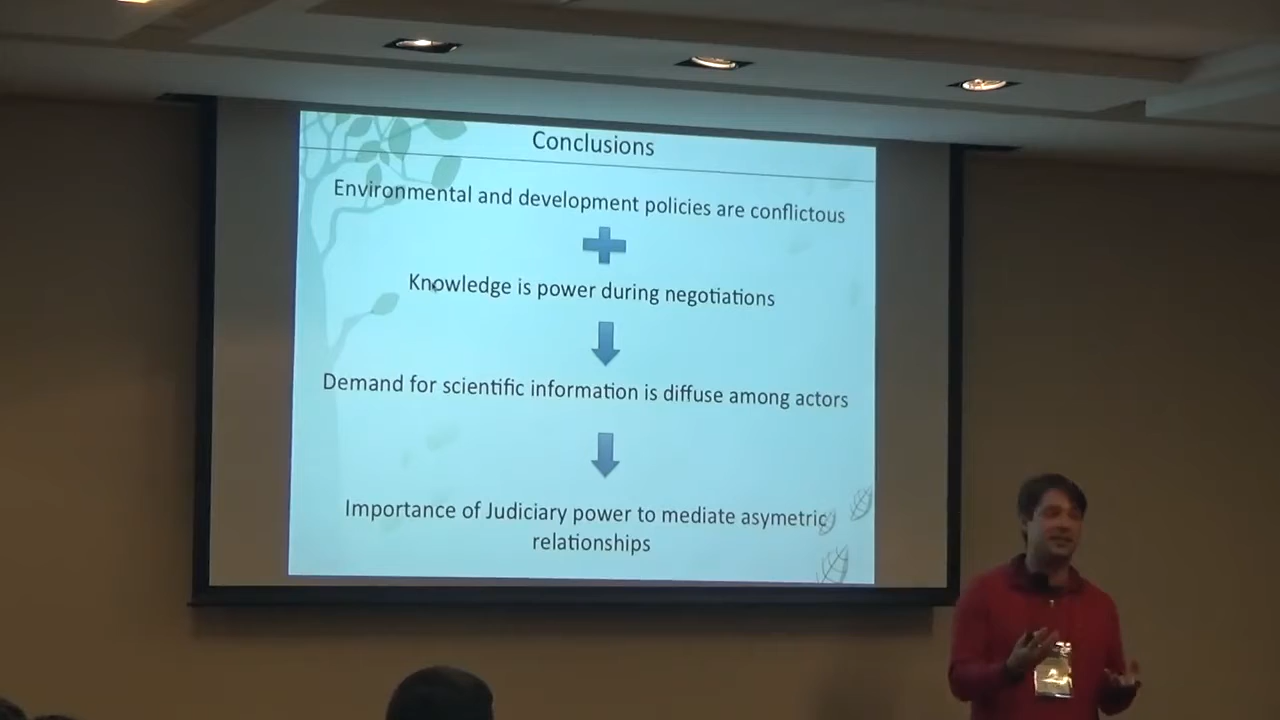 Conclusions
Environmental and development policies are conflictous
Knowledge is power during negotiations
Demand for scientific information is diffuse among actors
Importance of Judiciary power to mediate asymetric
relationships